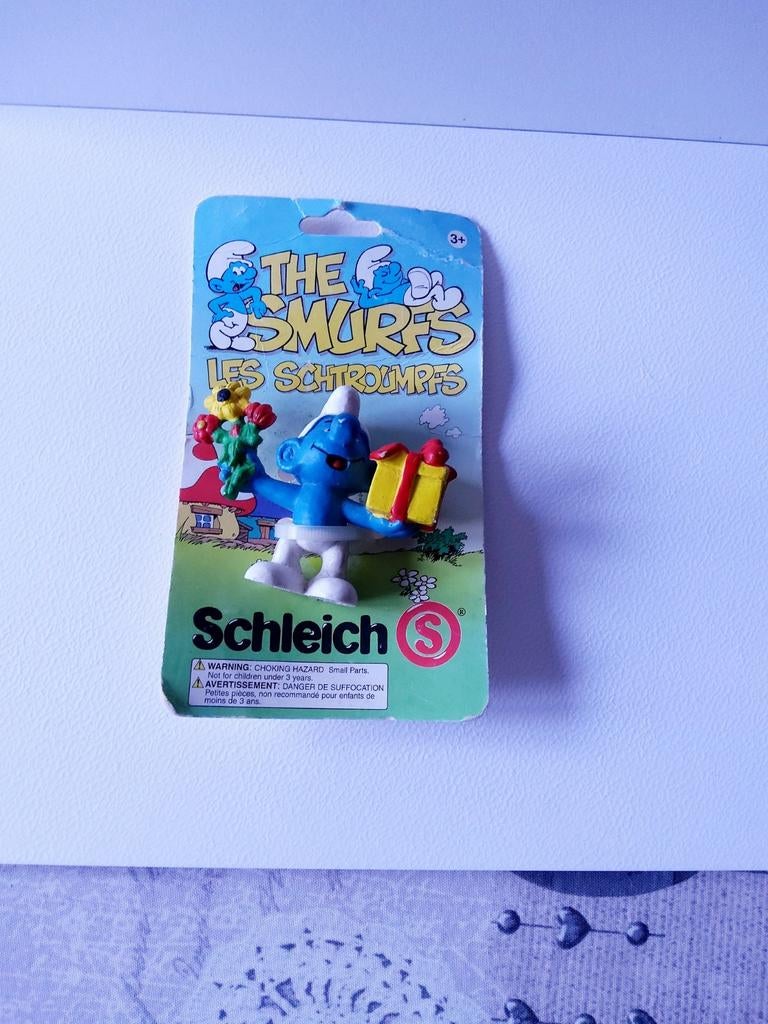 3+
THE
SMURFS
LES SCHTROUMPFS
Schleich S ®
WARNING: CHOKING HAZARD Small Parts.
Not for children under 3 years.
AVERTISSEMENT: DANGER DE SUFFOCATION
Petites pièces, non recommandé pour enfants de
moins de 3 ans.